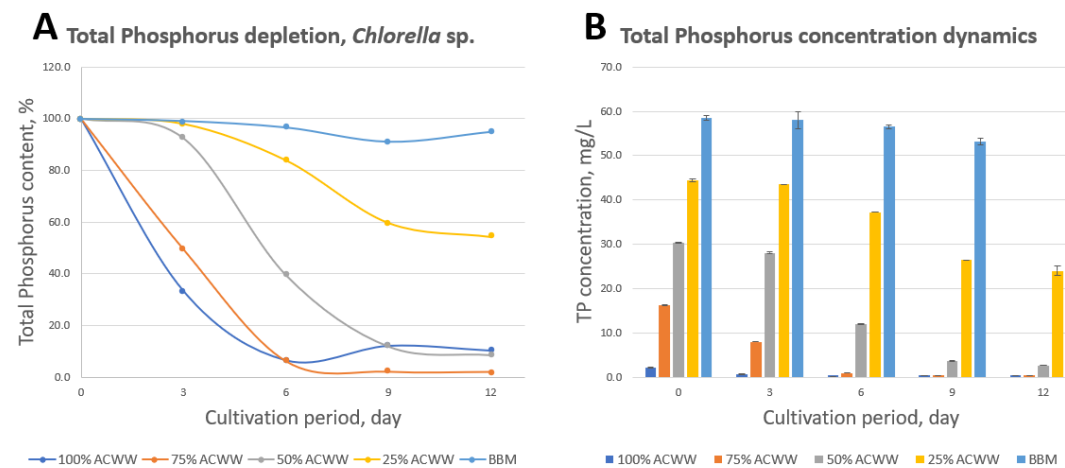 A Total Phosphorus depletion, Chlorella sp.
Total Phosphorus content, %
120.0
100.0
80.0
60.0
40.0
20.0
0.0
0 3 6 9 12
Cultivation period, day
100% ACWW 75% ACWW 50% ACWW 25% ACWW BBM
B Total Phosphorus concentration dynamics
TP concentration, mg/L
70.0
60.0
50.0
40.0
30.0
20.0
10.0
0.0
0 3 6 9 12
Cultivation period, day
100% ACWW 75% ACWW 50% ACWW 25% ACWW BBM